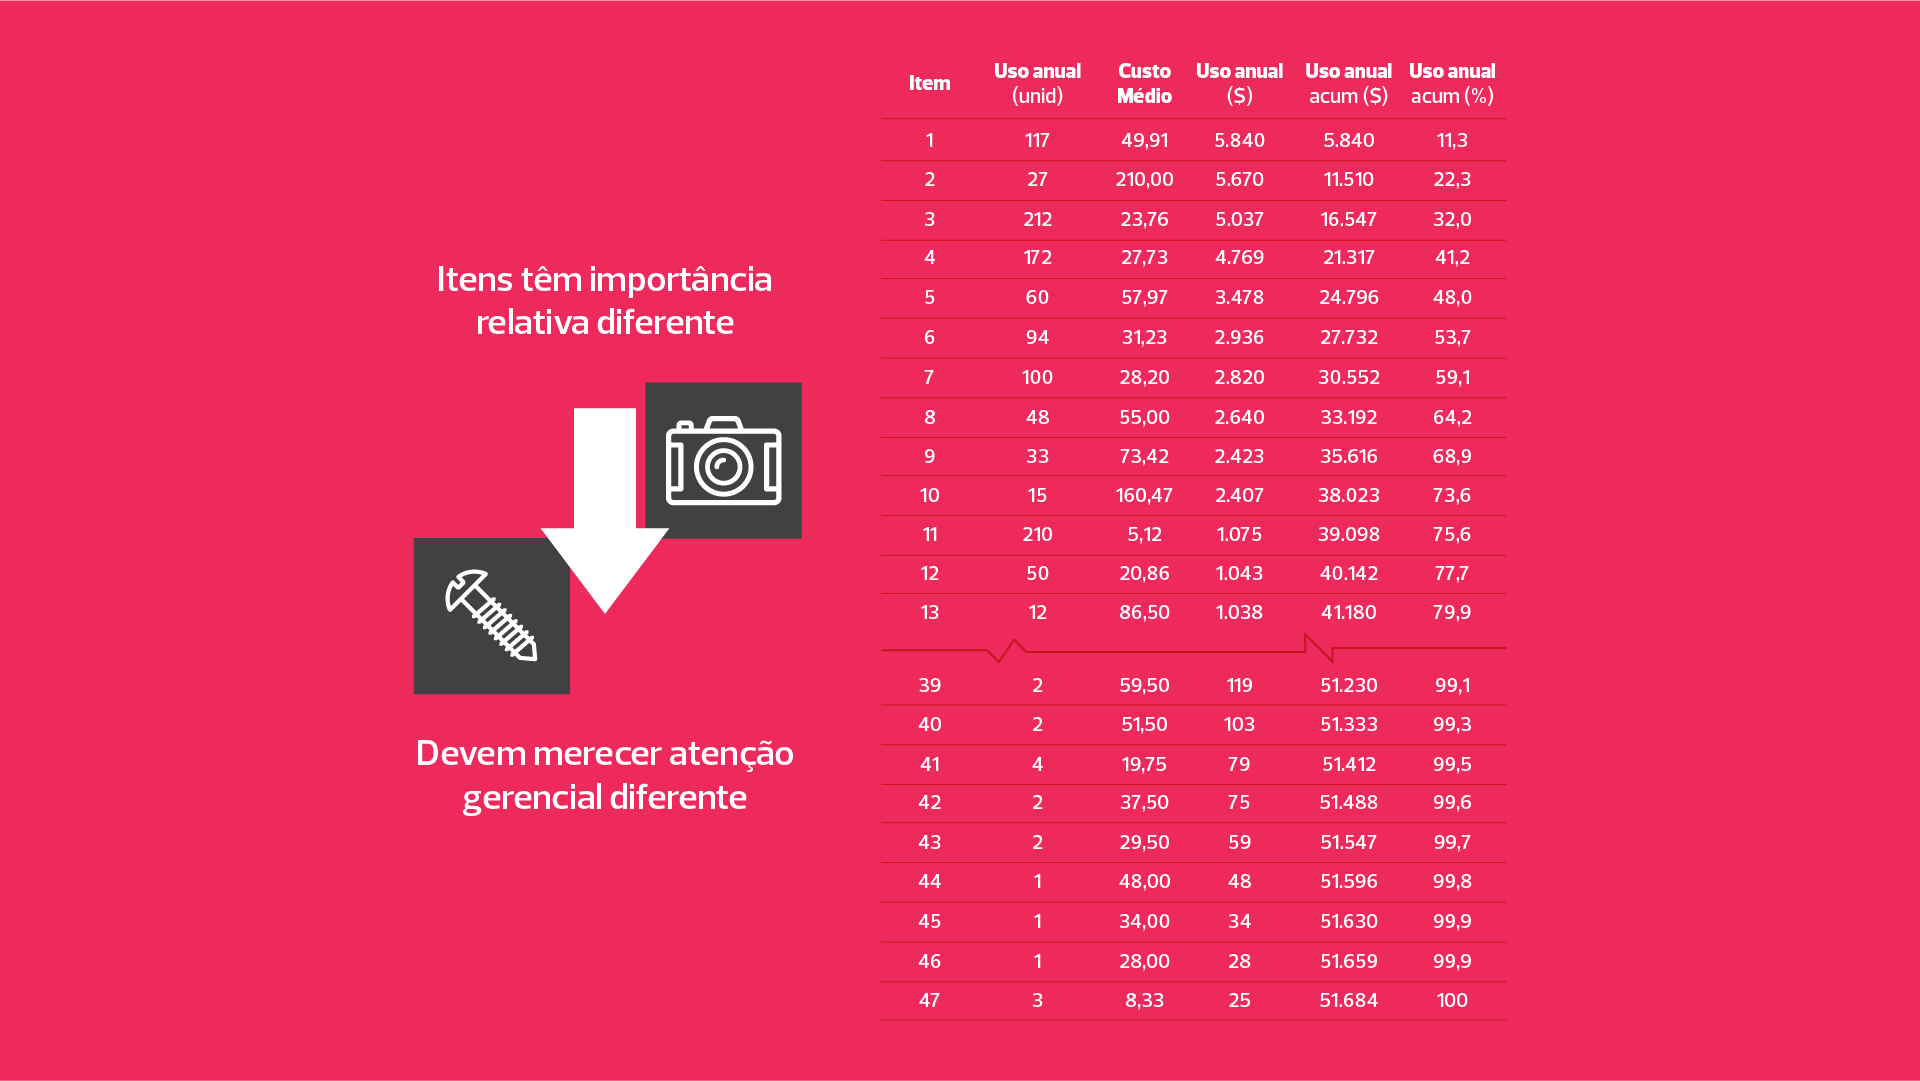 Itens têm importância
relativa diferente
Devem merecer atenção
gerencial diferente
Item Uso anual (unid) Custo Médio Uso anual ($) Uso anual acum ($) Uso anual acum (%)
1 117 49,91 5.840 5.840 11,3
2 27 210,00 5.670 11.510 22,3
3 212 23,76 5.037 16.547 32,0
4 172 27,73 4.769 21.317 41,2
5 60 57,97 3.478 24.796 48,0
6 94 31,23 2.936 27.732 53,7
7 100 28,20 2.820 30.552 59,1
8 48 55,00 2.640 33.192 64,2
9 33 73,42 2.423 35.616 68,9
10 15 160,47 2.407 38.023 73,6
11 210 5,12 1.075 39.098 75,6
12 50 20,86 1.043 40.142 77,7
13 12 86,50 1.038 41.180 79,9
39 2 59,50 119 51.230 99,1
40 2 51,50 103 51.333 99,3
41 4 19,75 79 51.412 99,5
42 2 37,50 75 51.488 99,6
43 2 29,50 59 51.547 99,7
44 1 48,00 48 51.596 99,8
45 1 34,00 34 51.630 99,9
46 1 28,00 28 51.659 99,9
47 3 8,33 25 51.684 100